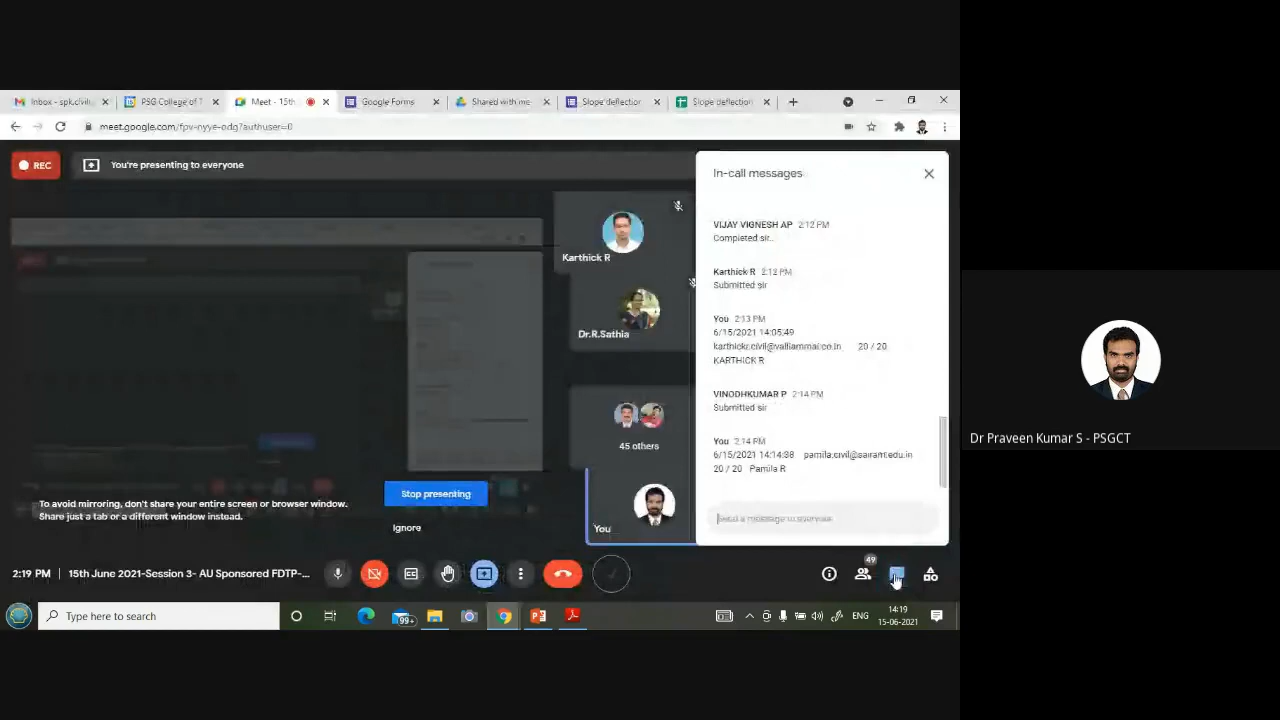 Inbox - spk.civil
PSG College of T
Meet - 15th
Google Forms
Shared with me
Slope deflection
Slope deflection
meet.google.com/fpv-nyye-odg?authuser=0
REC
You're presenting to everyone
In-call messages
VIJAY VIGNESH AP 2:12 PM
Completed sir..
Karthick R 2:12 PM
Submitted sir
You 2:13 PM
6/15/2021 14:05:49
karthickr.civil@valliammai.co.in 20 / 20
KARTHICK R
VINODHKUMAR P 2:14 PM
Submitted sir
You 2:14 PM
6/15/2021 14:14:38 pamila.civil@sairam.edu.in
20 / 20 Pamila R
Send a message to everyone
Karthick R
Dr.R.Sathia
45 others
You
To avoid mirroring, don't share your entire screen or browser window.
Share just a tab or a different window instead.
Stop presenting
Ignore
2:19 PM | 15th June 2021-Session 3- AU Sponsored FDTP-...
49
Type here to search
99+
ENG
14:19
15-06-2021
Dr Praveen Kumar S - PSGCT